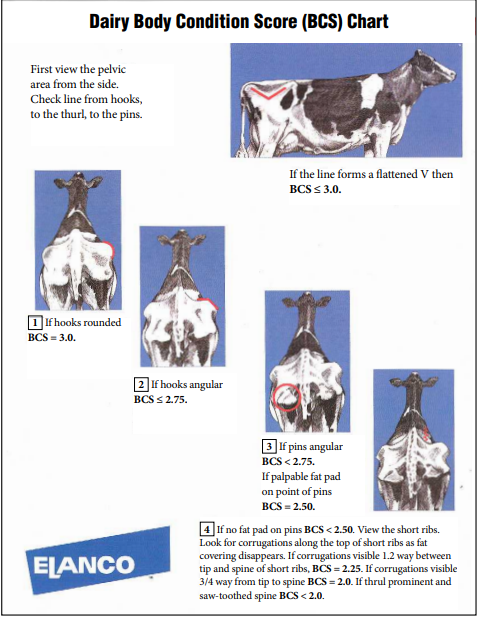 Dairy Body Condition Score (BCS) Chart
First view the pelvic
area from the side.
Check line from hooks,
to the thurl, to the pins.
If the line forms a flattened V then
BCS ≤ 3.0.
1 If hooks rounded
BCS = 3.0.
2 If hooks angular
BCS ≤ 2.75.
3 If pins angular
BCS < 2.75.
If palpable fat pad
on point of pins
BCS = 2.50.
4 If no fat pad on pins BCS < 2.50. View the short ribs.
Look for corrugations along the top of short ribs as fat
covering disappears. If corrugations visible 1.2 way between
tip and spine of short ribs, BCS = 2.25. If corrugations visible
3/4 way from tip to spine BCS = 2.0. If thrul prominent and
saw-toothed spine BCS < 2.0.
ELANCO